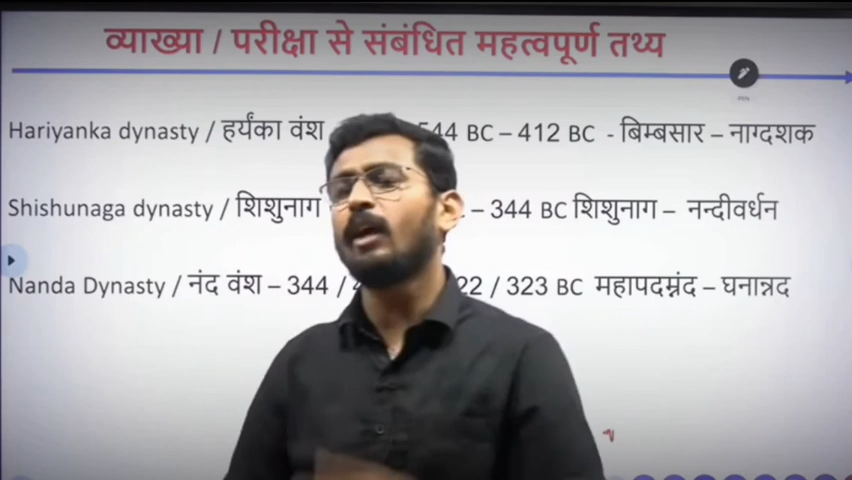 व्याख्या / परीक्षा से संबंधित महत्वपूर्ण तथ्य
Hariyanka dynasty / हर्यंका वंश 544 BC – 412 BC - बिम्बसार – नाग्दशक
Shishunaga dynasty / शिशुनाग – 344 BC शिशुनाग – नन्दीवर्धन
Nanda Dynasty / नंद वंश – 344 / 22 / 323 BC महापदम्नंद – घनान्नद